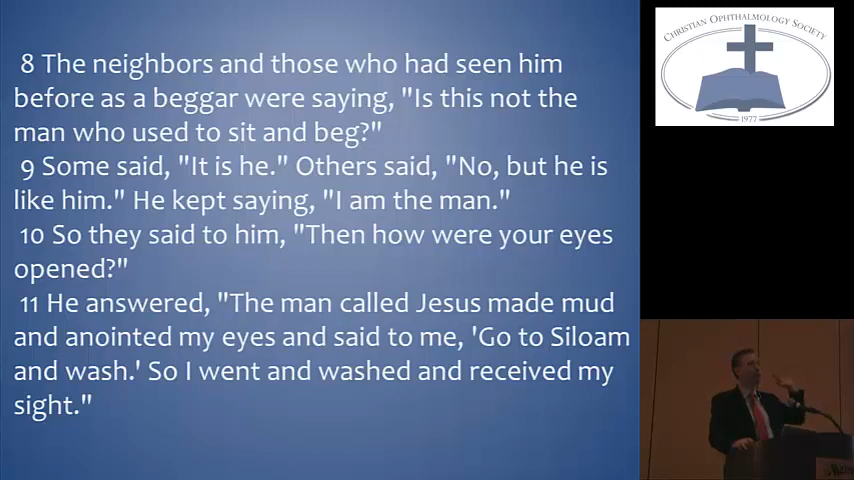 8 The neighbors and those who had seen him
before as a beggar were saying, "Is this not the
man who used to sit and beg?"
9 Some said, "It is he." Others said, "No, but he is
like him." He kept saying, "I am the man."
10 So they said to him, "Then how were your eyes
opened?"
11 He answered, "The man called Jesus made mud
and anointed my eyes and said to me, 'Go to Siloam
and wash.' So I went and washed and received my
sight."
CHRISTIAN OPHTHALMOLOGY SOCIETY
1977